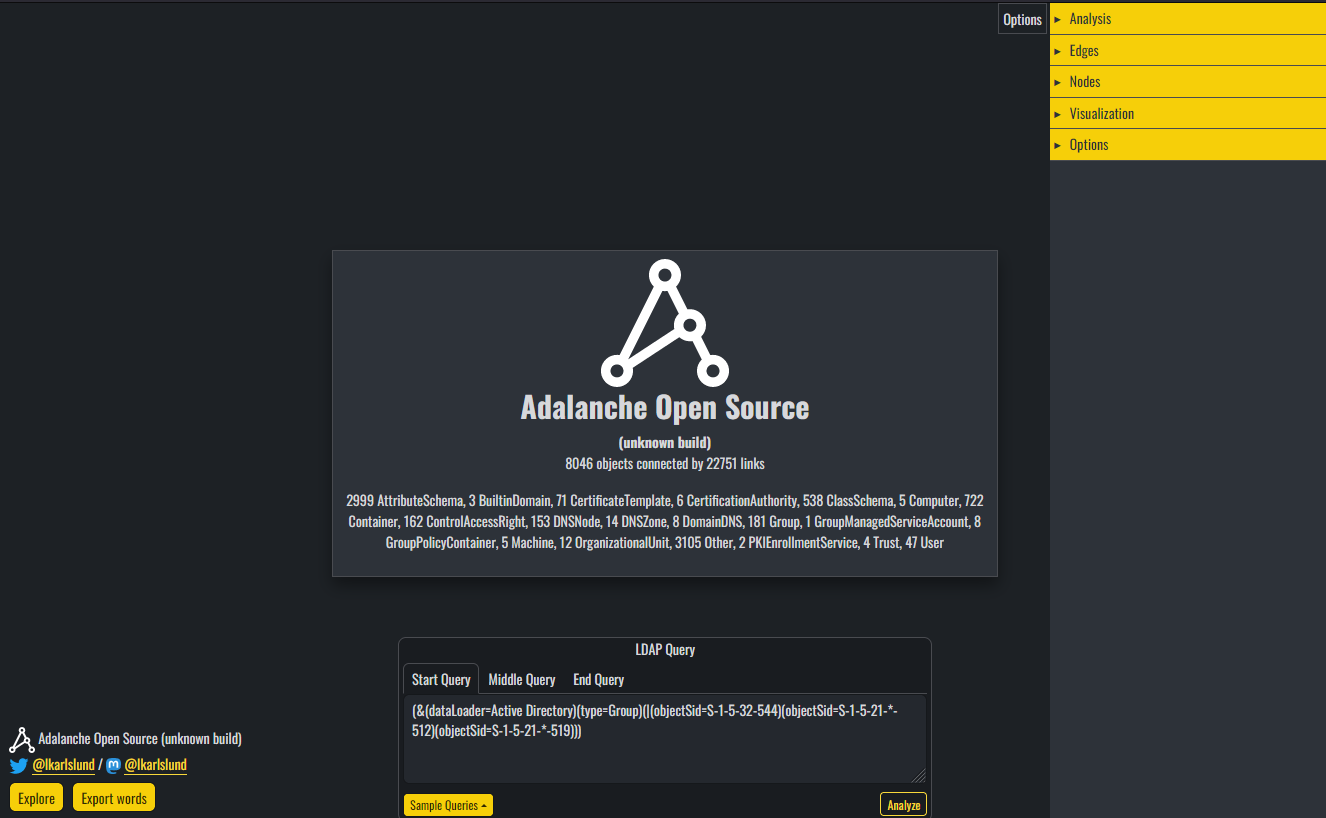 Options
Analysis
Edges
Nodes
Visualization
Options
Adalanche Open Source
(unknown build)
8046 objects connected by 22751 links
2999 AttributeSchema, 3 BuiltinDomain, 71 CertificateTemplate, 6 CertificationAuthority, 538 ClassSchema, 5 Computer, 722
Container, 162 ControlAccessRight, 153 DNSNode, 14 DNSZone, 8 DomainDNS, 181 Group, 1 GroupManagedServiceAccount, 8
GroupPolicyContainer, 5 Machine, 12 OrganizationalUnit, 3105 Other, 2 PKIEnrollmentService, 4 Trust, 47 User
LDAP Query
Start Query Middle Query End Query
(&(dataLoader=Active Directory)(type=Group)(|(objectSid=S-1-5-32-544)(objectSid=S-1-5-21-*-
512)(objectSid=S-1-5-21-*-519)))
Sample Queries
Analyze
Adalanche Open Source (unknown build)
@lkarlslund / @lkarlslund
Explore Export words